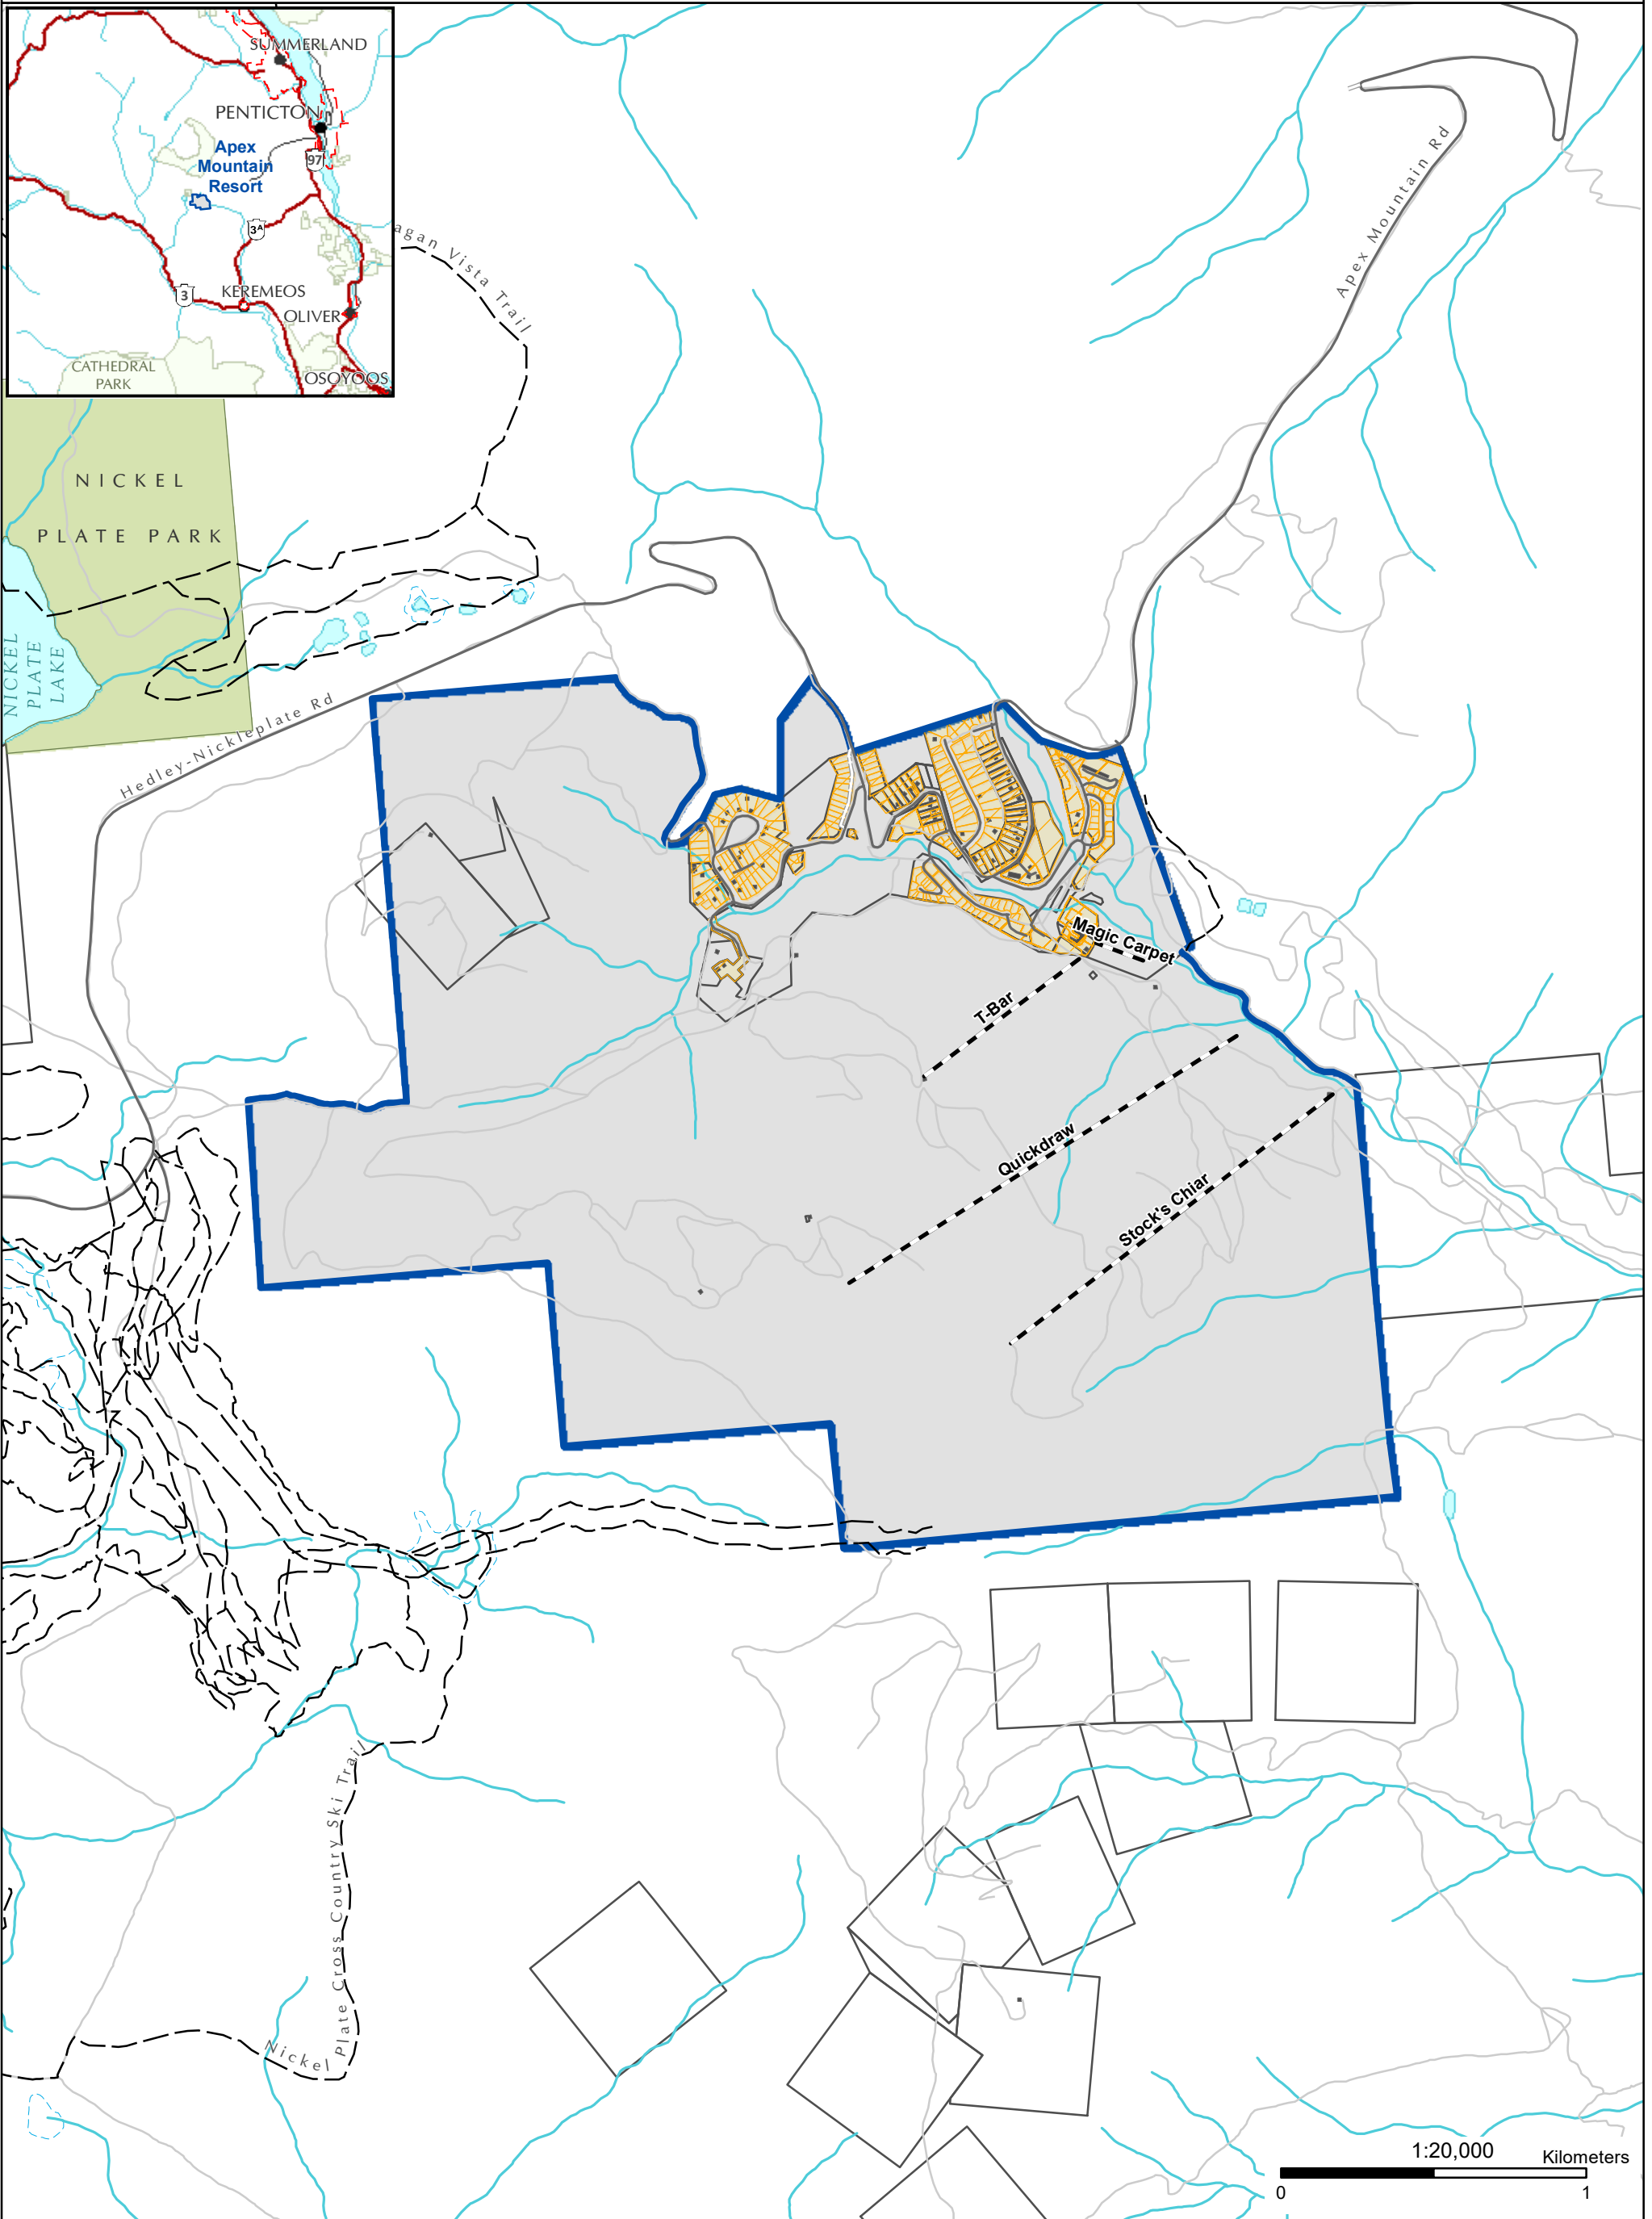 SUMMERLAND
PENTICTON
Apex
Mountain
Resort
97
3A
3
KEREMEOS
OLIVER
CATHEDRAL
PARK
OSOYOOS
agan Vista Trail
Apex Mountain Rd
NICKEL
PLATE PARK
NICKEL
PLATE
LAKE
Hedley-Nickleplate Rd
Magic Carpet
T-Bar
Quickdraw
Stock's Chiar
Nickel Plate Cross Country Ski Trail
1:20,000
Kilometers
0 1